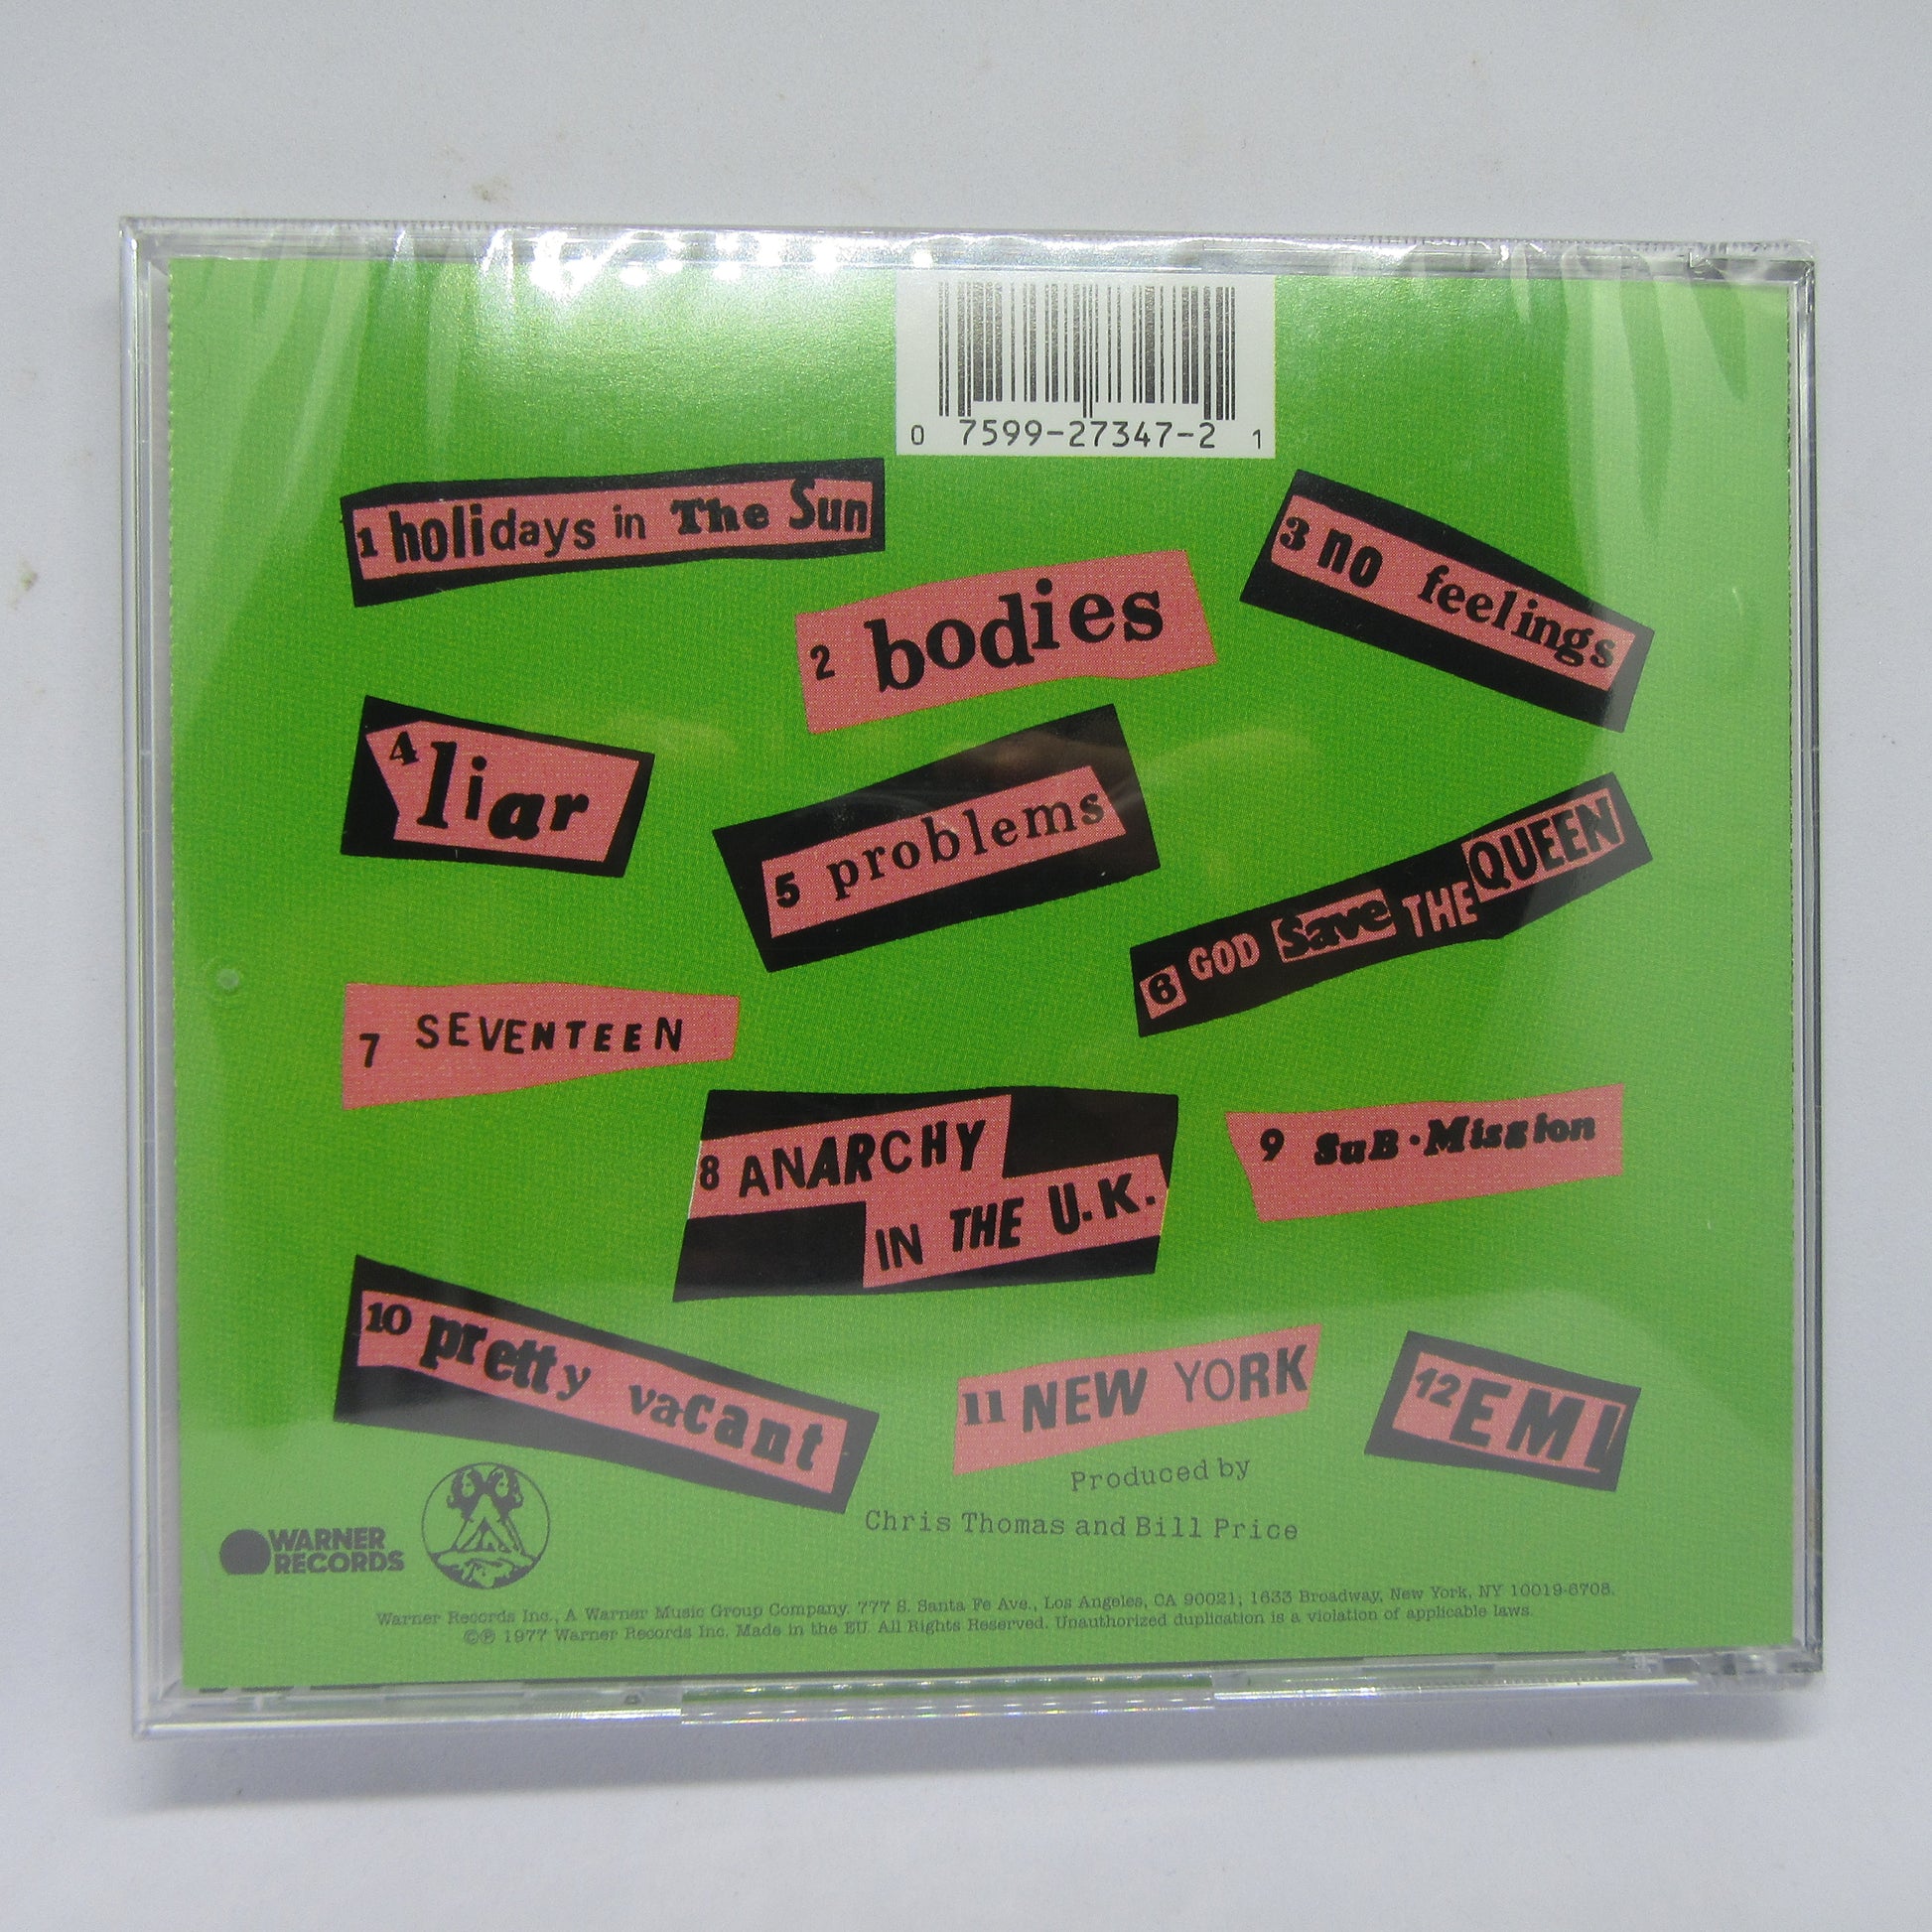 0 7599-27347-2 1
1 holidays in The Sun
2 bodies
3 no feelings
4 liar
5 problems
6 GOD Save THE QUEEN
7 SEVENTEEN
8 ANARCHY
IN THE U.K.
9 SuB·Mission
10 pretty vacant
11 NEW YORK
12 EMI
Produced by
Chris Thomas and Bill Price
WARNER
RECORDS
Warner Records Inc., A Warner Music Group Company. 777 S. Santa Fe Ave., Los Angeles, CA 90021; 1633 Broadway, New York, NY 10019-6708.
©℗ 1977 Warner Records Inc. Made in the EU. All Rights Reserved. Unauthorized duplication is a violation of applicable laws.